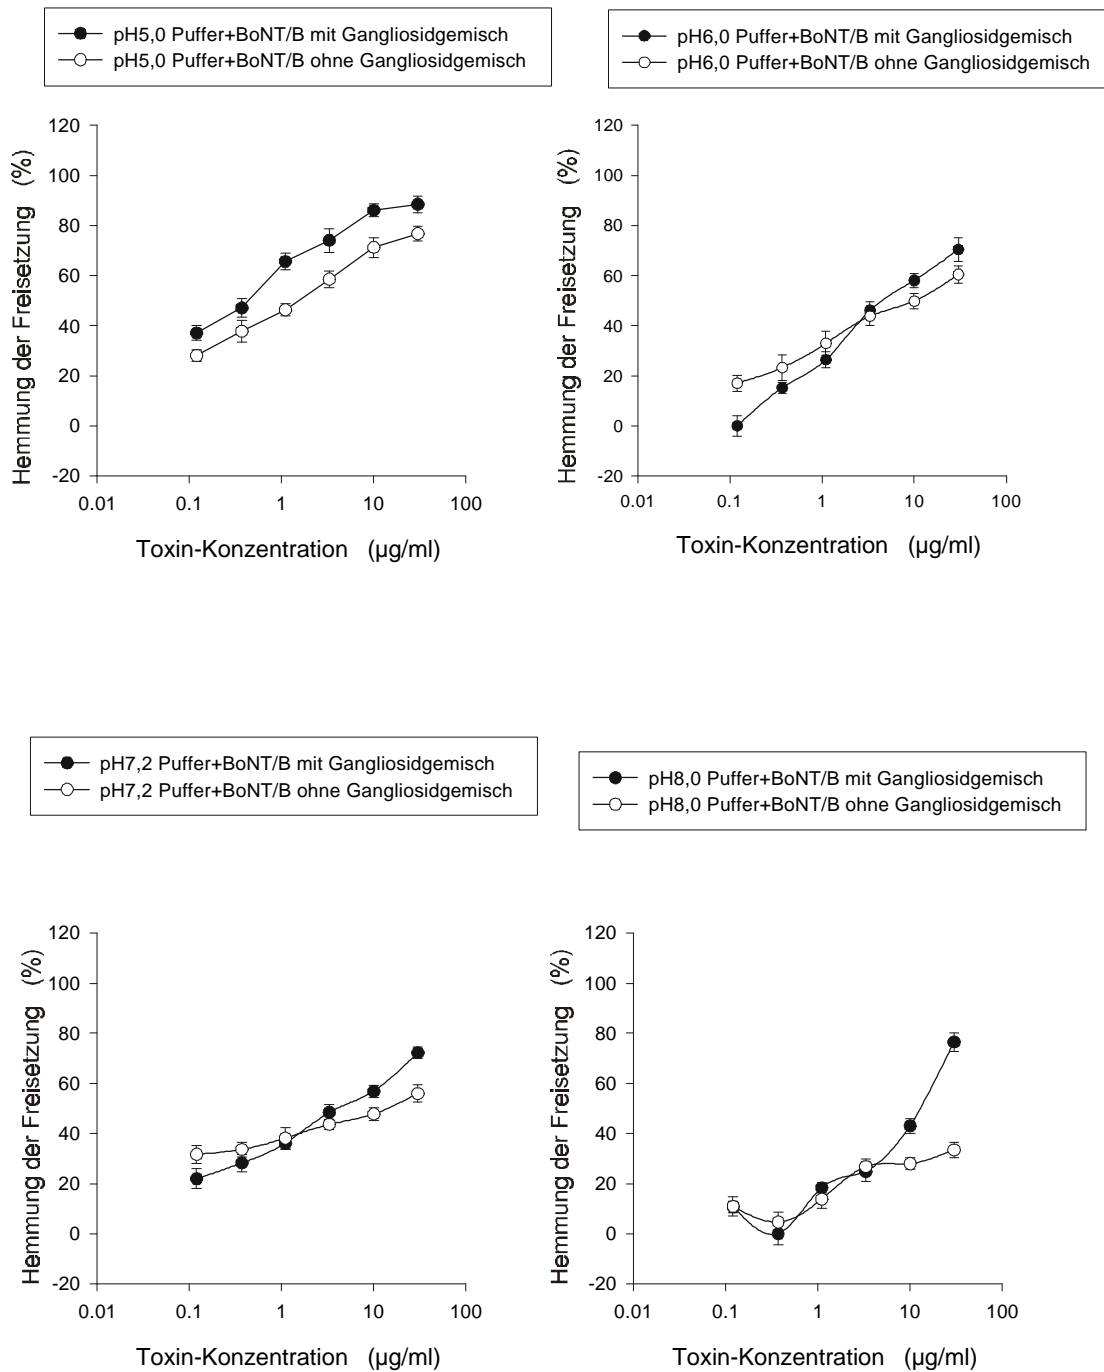 pH5,0 Puffer+BoNT/B mit Gangliosidgemisch
pH5,0 Puffer+BoNT/B ohne Gangliosidgemisch
Hemmung der Freisetzung (%)
120
100
80
60
40
20
0
-20
0.01 0.1 1 10 100
Toxin-Konzentration (µg/ml)
pH6,0 Puffer+BoNT/B mit Gangliosidgemisch
pH6,0 Puffer+BoNT/B ohne Gangliosidgemisch
Hemmung der Freisetzung (%)
120
100
80
60
40
20
0
-20
0.01 0.1 1 10 100
Toxin-Konzentration (µg/ml)
pH7,2 Puffer+BoNT/B mit Gangliosidgemisch
pH7,2 Puffer+BoNT/B ohne Gangliosidgemisch
Hemmung der Freisetzung (%)
120
100
80
60
40
20
0
-20
0.01 0.1 1 10 100
Toxin-Konzentration (µg/ml)
pH8,0 Puffer+BoNT/B mit Gangliosidgemisch
pH8,0 Puffer+BoNT/B ohne Gangliosidgemisch
Hemmung der Freisetzung (%)
120
100
80
60
40
20
0
-20
0.01 0.1 1 10 100
Toxin-Konzentration (µg/ml)